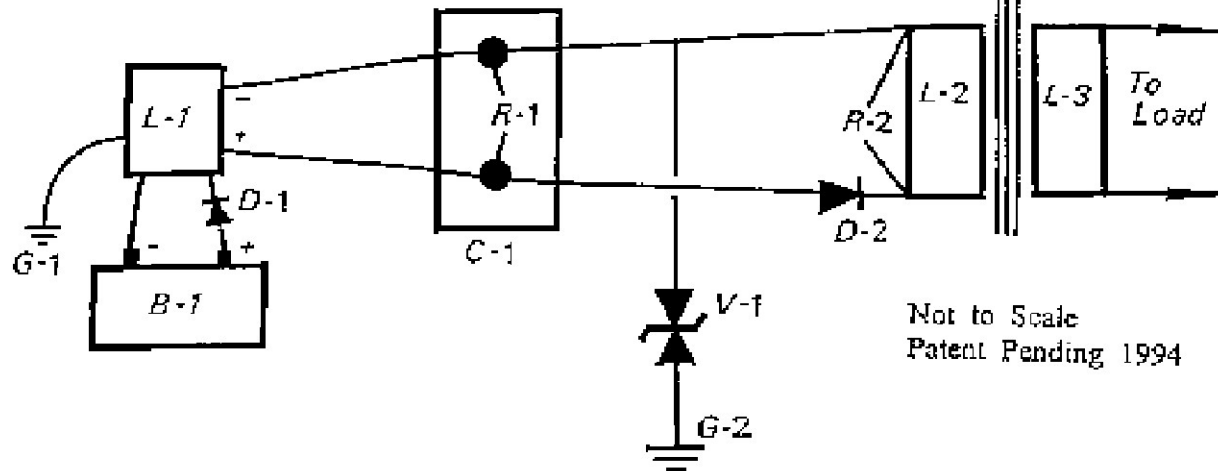 L-1
-
+
R-1
R-2
L-2
L-3
To
Load
D-1
G-1
-
+
C-1
D-2
B-1
V-1
Not to Scale
Patent Pending 1994
G-2